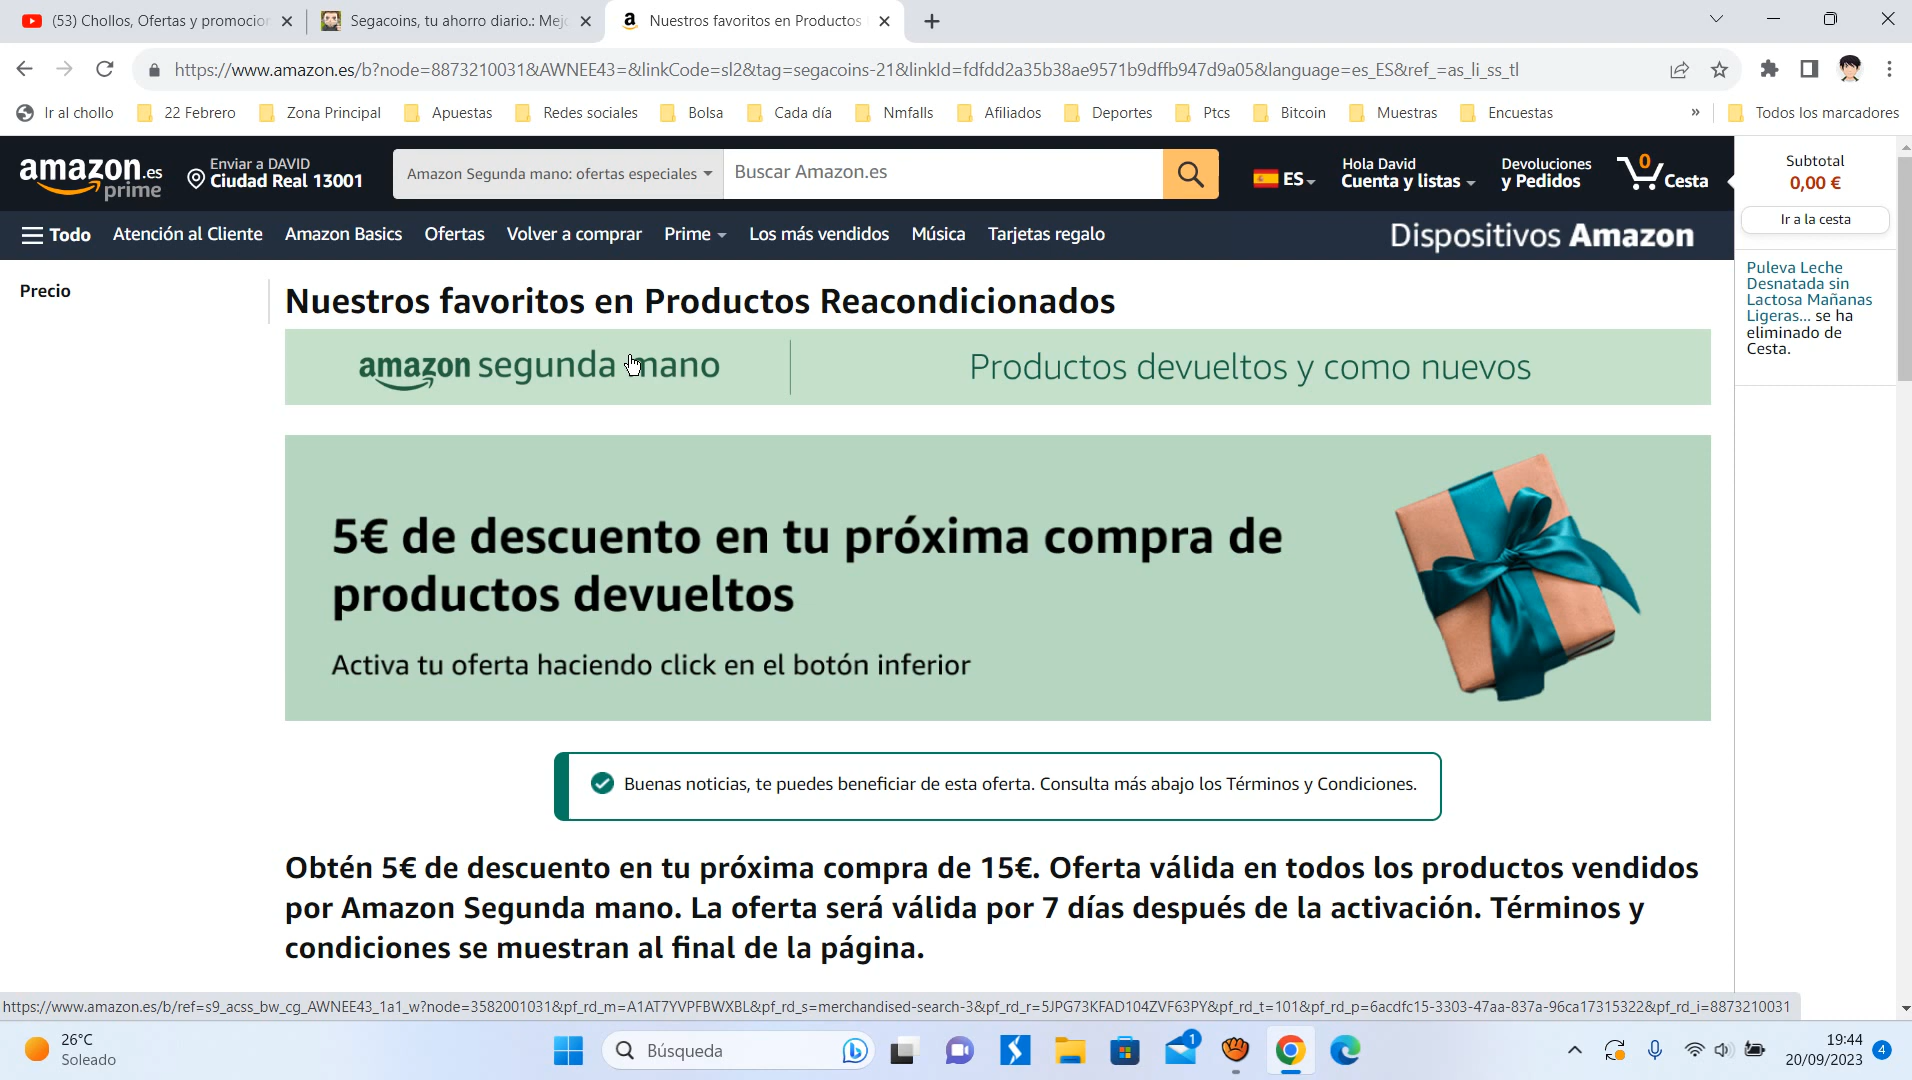 (53) Chollos, Ofertas y promocion
Segacoins, tu ahorro diario.: Mejo
Nuestros favoritos en Productos
https://www.amazon.es/b?node=8873210031&AWNEE43=&linkCode=sl2&tag=segacoins-21&linkId=fdfdd2a35b38ae9571b9dffb947d9a05&language=es_ES&ref_=as_li_ss_tl
Ir al chollo 22 Febrero Zona Principal Apuestas Redes sociales Bolsa Cada día Nmfalls Afiliados Deportes Ptcs Bitcoin Muestras Encuestas » Todos los marcadores
amazon.es
prime
Enviar a DAVID
Ciudad Real 13001
Amazon Segunda mano: ofertas especiales
Buscar Amazon.es
ES
Hola David
Cuenta y listas
Devoluciones
y Pedidos
0
Cesta
Subtotal
0,00 €
Ir a la cesta
Todo Atención al Cliente Amazon Basics Ofertas Volver a comprar Prime Los más vendidos Música Tarjetas regalo
Dispositivos Amazon
Puleva Leche
Desnatada sin
Lactosa Mañanas
Ligeras... se ha
eliminado de
Cesta.
Precio
Nuestros favoritos en Productos Reacondicionados
amazon segunda mano
Productos devueltos y como nuevos
5€ de descuento en tu próxima compra de
productos devueltos
Activa tu oferta haciendo click en el botón inferior
Buenas noticias, te puedes beneficiar de esta oferta. Consulta más abajo los Términos y Condiciones.
Obtén 5€ de descuento en tu próxima compra de 15€. Oferta válida en todos los productos vendidos
por Amazon Segunda mano. La oferta será válida por 7 días después de la activación. Términos y
condiciones se muestran al final de la página.
https://www.amazon.es/b/ref=s9_acss_bw_cg_AWNEE43_1a1_w?node=3582001031&pf_rd_m=A1AT7YVPFBWXBL&pf_rd_s=merchandised-search-3&pf_rd_r=5JPG73KFAD104ZVF63PY&pf_rd_t=101&pf_rd_p=6acdfc15-3303-47aa-837a-96ca17315322&pf_rd_i=8873210031
26°C
Soleado
Búsqueda
1
19:44
20/09/2023
4